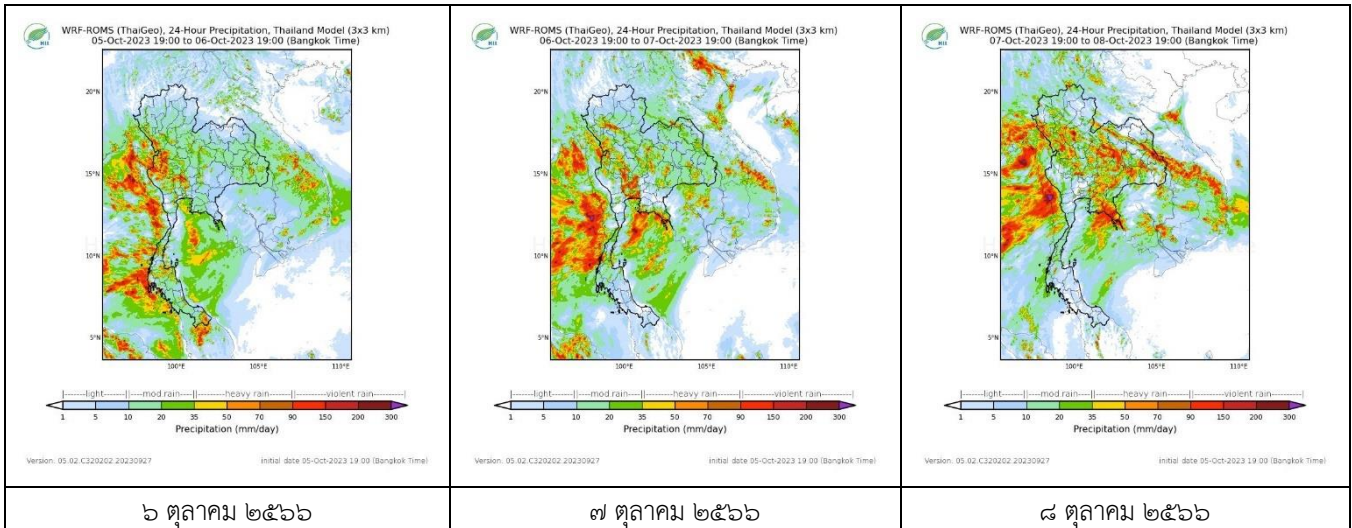 WRF-ROMS (ThaiGeo), 24-Hour Precipitation, Thailand Model (3x3 km)
05-Oct-2023 19:00 to 06-Oct-2023 19:00 (Bangkok Time)
20°N
15°N
10°N
5°N
100°E 105°E 110°E
light mod rain heavy rain violent rain
1 5 10 20 35 50 70 90 150 200 300
Precipitation (mm/day)
Version: 05.02.C320202.20230927 initial date 05-Oct-2023 19:00 (Bangkok Time)
๖ ตุลาคม ๒๕๖๖
WRF-ROMS (ThaiGeo), 24-Hour Precipitation, Thailand Model (3x3 km)
06-Oct-2023 19:00 to 07-Oct-2023 19:00 (Bangkok Time)
20°N
15°N
10°N
5°N
100°E 105°E 110°E
light mod rain heavy rain violent rain
1 5 10 20 35 50 70 90 150 200 300
Precipitation (mm/day)
Version: 05.02.C320202.20230927 initial date 05-Oct-2023 19:00 (Bangkok Time)
๗ ตุลาคม ๒๕๖๖
WRF-ROMS (ThaiGeo), 24-Hour Precipitation, Thailand Model (3x3 km)
07-Oct-2023 19:00 to 08-Oct-2023 19:00 (Bangkok Time)
20°N
15°N
10°N
5°N
100°E 105°E 110°E
light mod rain heavy rain violent rain
1 5 10 20 35 50 70 90 150 200 300
Precipitation (mm/day)
Version: 05.02.C320202.20230927 initial date 05-Oct-2023 19:00 (Bangkok Time)
๘ ตุลาคม ๒๕๖๖